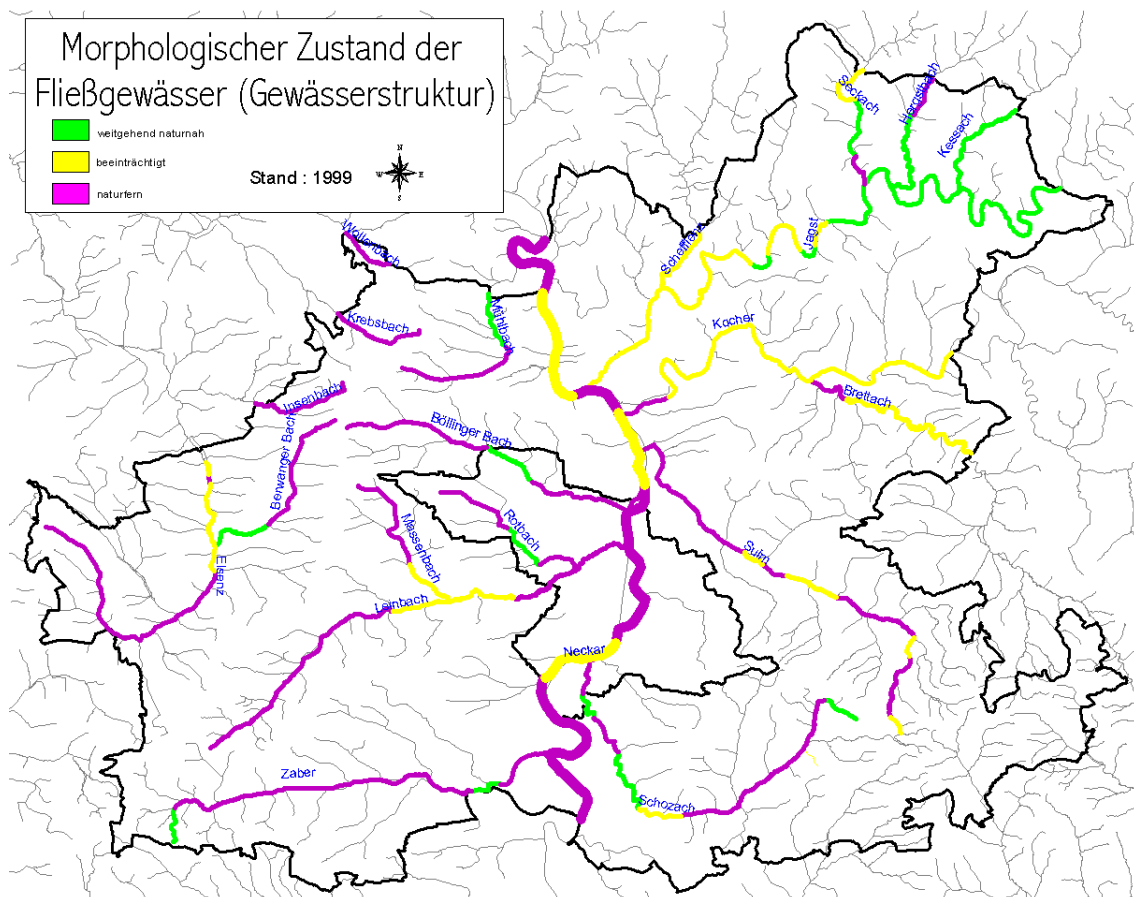 Morphologischer Zustand der
Fließgewässer (Gewässerstruktur)
weitgehend naturnah
beeinträchtigt
naturfern
Stand : 1999
N
W
E
S
Seckach
Hergstbach
Kessach
Wollenbach
Schefflenz
Jagst
Mühlbach
Krebsbach
Kocher
Brettach
Insenbach
Berwanger Bach
Böllinger Bach
Rotbach
Massenbach
Sulm
Elsenz
Leinbach
Neckar
Zaber
Schozach